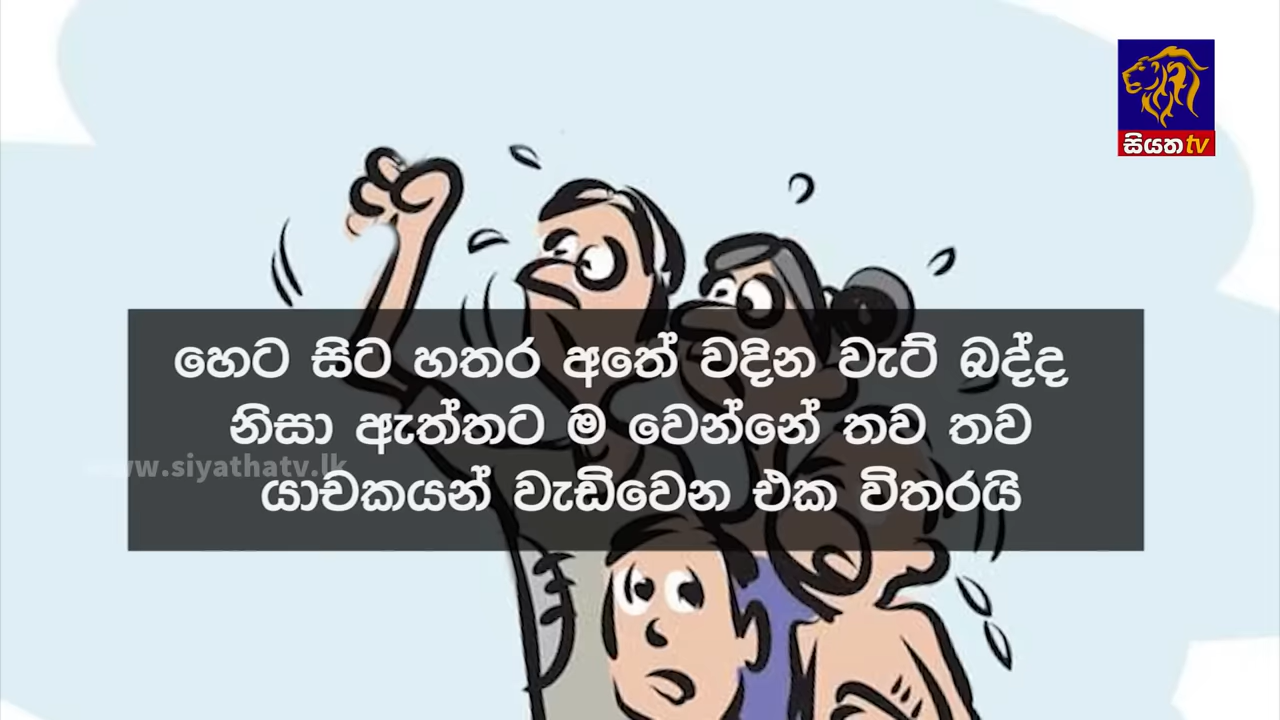 සියත tv
හෙට සිට හතර අතේ වදින වැට් බද්ද
නිසා ඇත්තට ම වෙන්නේ තව තව
www.siyathatv.lk
යාචකයන් වැඩිවෙන එක විතරයි